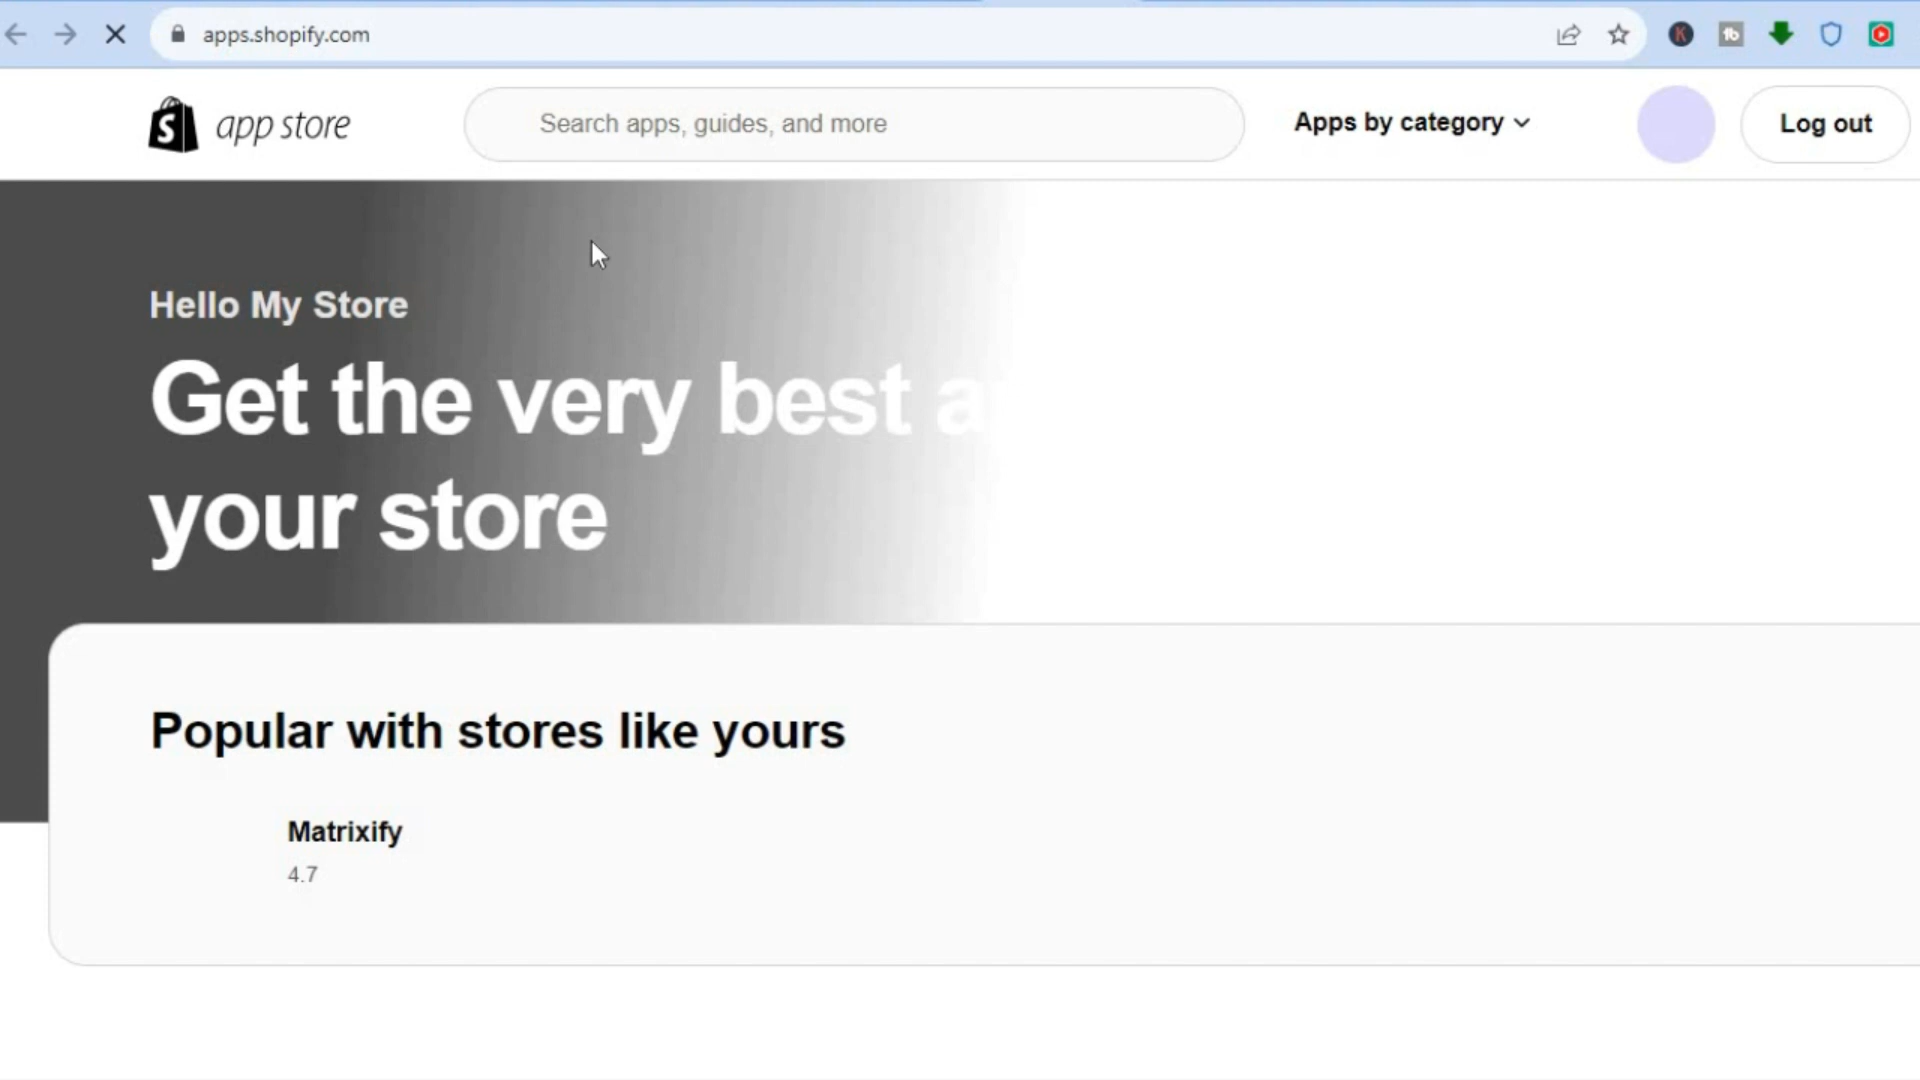 apps.shopify.com
app store
Search apps, guides, and more
Apps by category
Log out
Hello My Store
Get the very best
your store
Popular with stores like yours
Matrixify
4.7